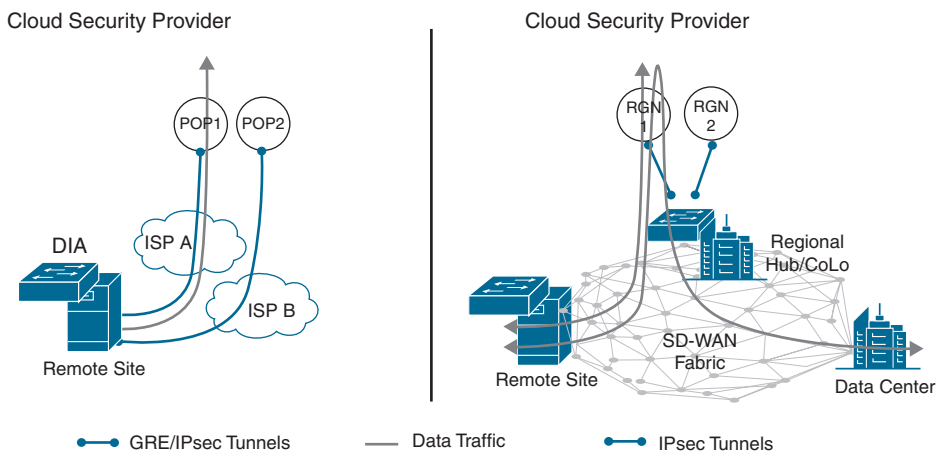 Cloud Security Provider
POP1
POP2
ISP A
DIA
ISP B
Remote Site
Cloud Security Provider
RGN
1
RGN
2
Regional
Hub/CoLo
SD-WAN
Fabric
Remote Site
Data Center
GRE/IPsec Tunnels
Data Traffic
IPsec Tunnels